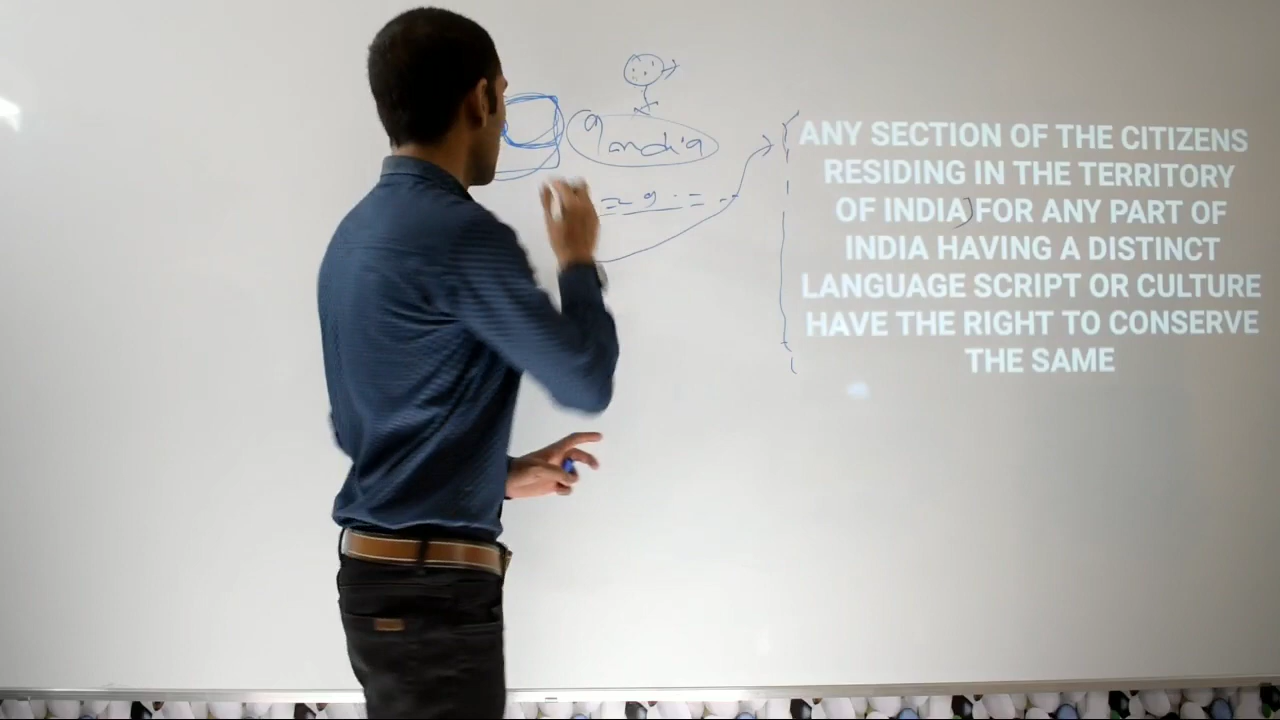 India
ANY SECTION OF THE CITIZENS
RESIDING IN THE TERRITORY
OF INDIA FOR ANY PART OF
INDIA HAVING A DISTINCT
LANGUAGE SCRIPT OR CULTURE
HAVE THE RIGHT TO CONSERVE
THE SAME